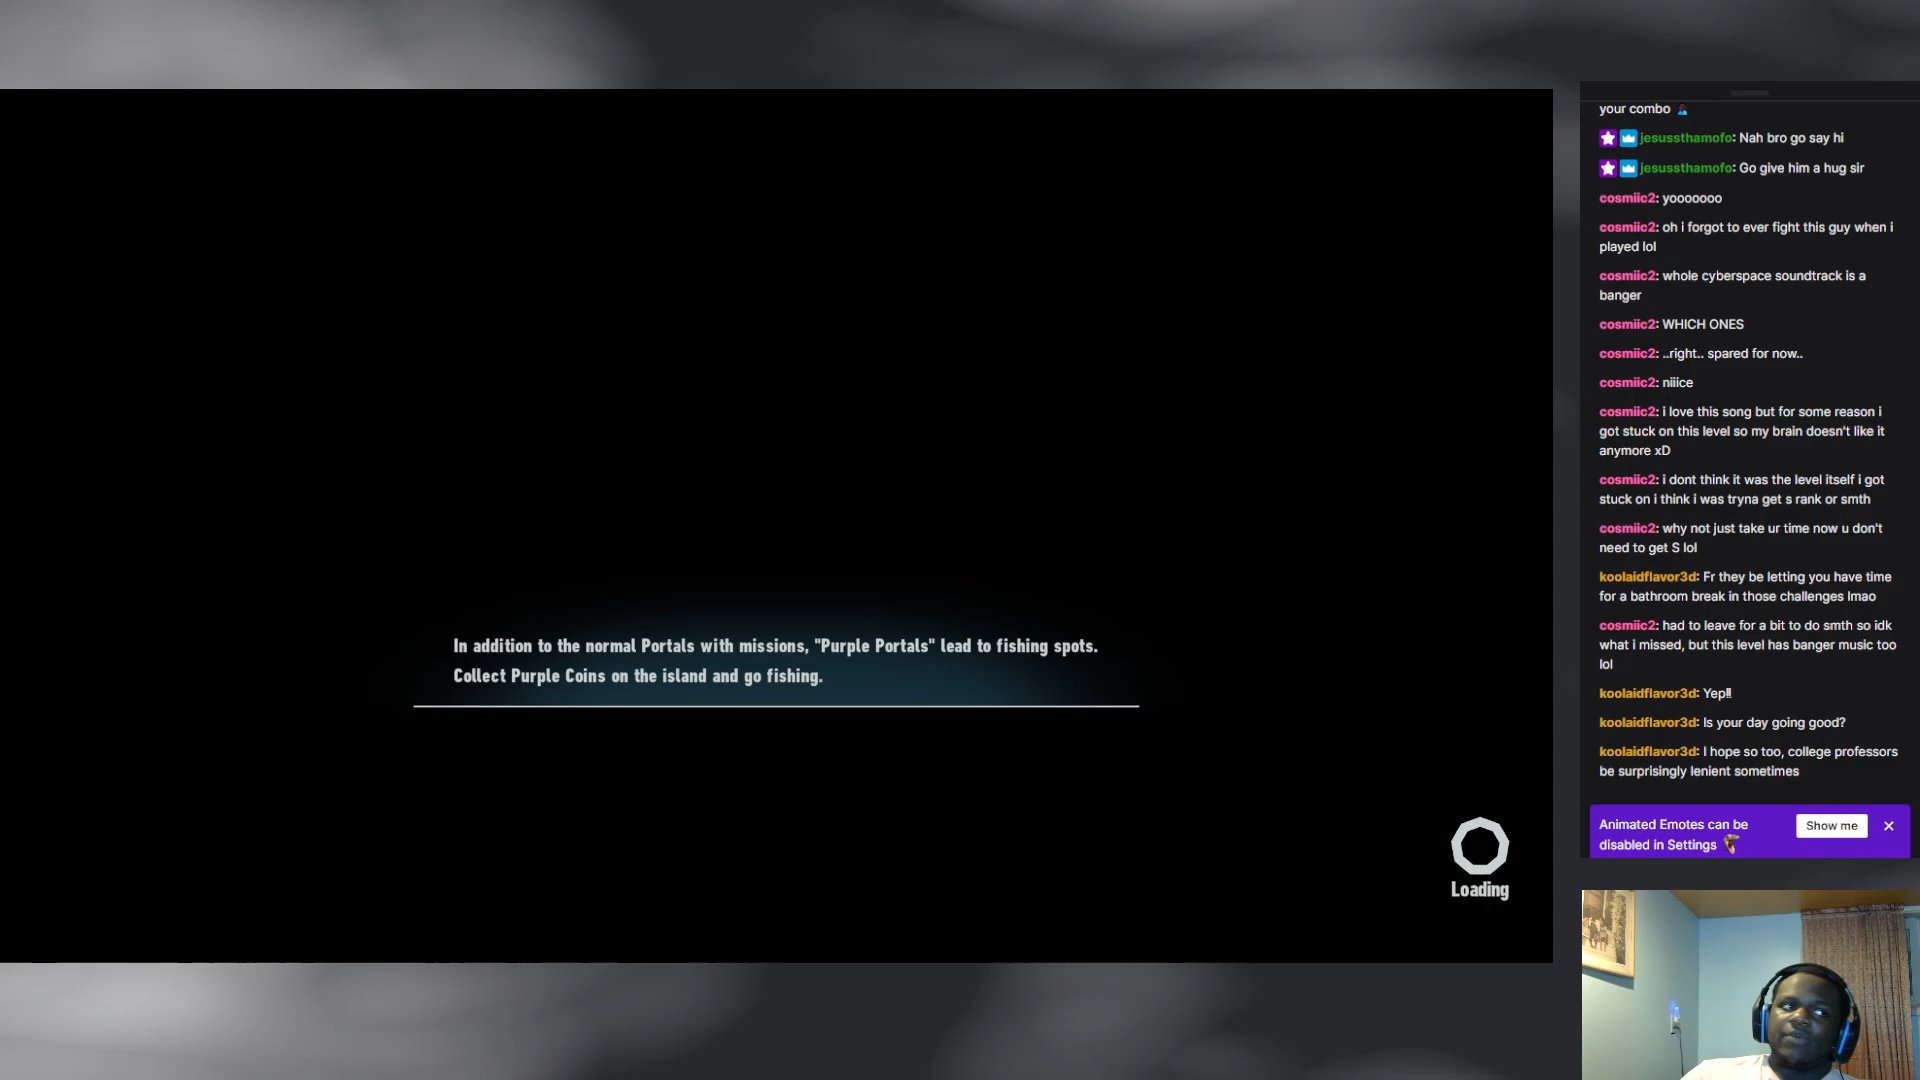 In addition to the normal Portals with missions, "Purple Portals" lead to fishing spots.
Collect Purple Coins on the island and go fishing.
Loading
your combo
jesussthamofo: Nah bro go say hi
jesussthamofo: Go give him a hug sir
cosmiic2: yooooooo
cosmiic2: oh i forgot to ever fight this guy when i
played lol
cosmiic2: whole cyberspace soundtrack is a
banger
cosmiic2: WHICH ONES
cosmiic2: ..right.. spared for now..
cosmiic2: niiice
cosmiic2: i love this song but for some reason i
got stuck on this level so my brain doesn't like it
anymore xD
cosmiic2: i dont think it was the level itself i got
stuck on i think i was tryna get s rank or smth
cosmiic2: why not just take ur time now u don't
need to get S lol
koolaidflavor3d: Fr they be letting you have time
for a bathroom break in those challenges lmao
cosmiic2: had to leave for a bit to do smth so idk
what i missed, but this level has banger music too
lol
koolaidflavor3d: Yep!!
koolaidflavor3d: Is your day going good?
koolaidflavor3d: I hope so too, college professors
be surprisingly lenient sometimes
Animated Emotes can be
disabled in Settings
Show me